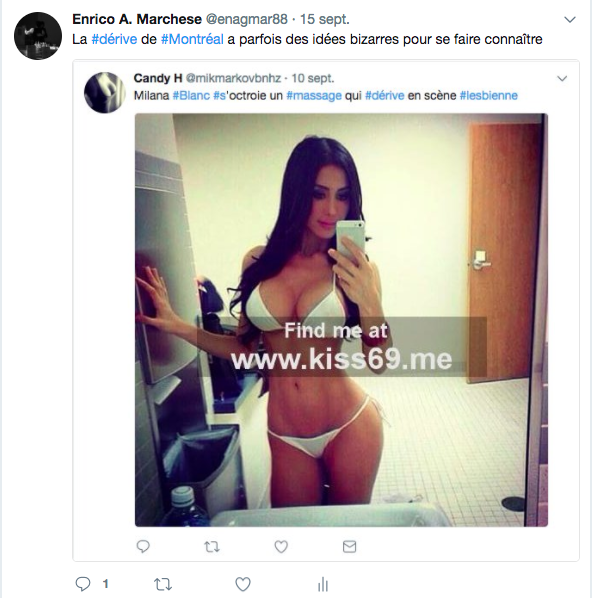 Enrico A. Marchese @enagmar88 · 15 sept.
La #dérive de #Montréal a parfois des idées bizarres pour se faire connaître
Candy H @mikmarkovbnhz · 10 sept.
Milana #Blanc #s'octroie un #massage qui #dérive en scène #lesbienne
Find me at
www.kiss69.me
1